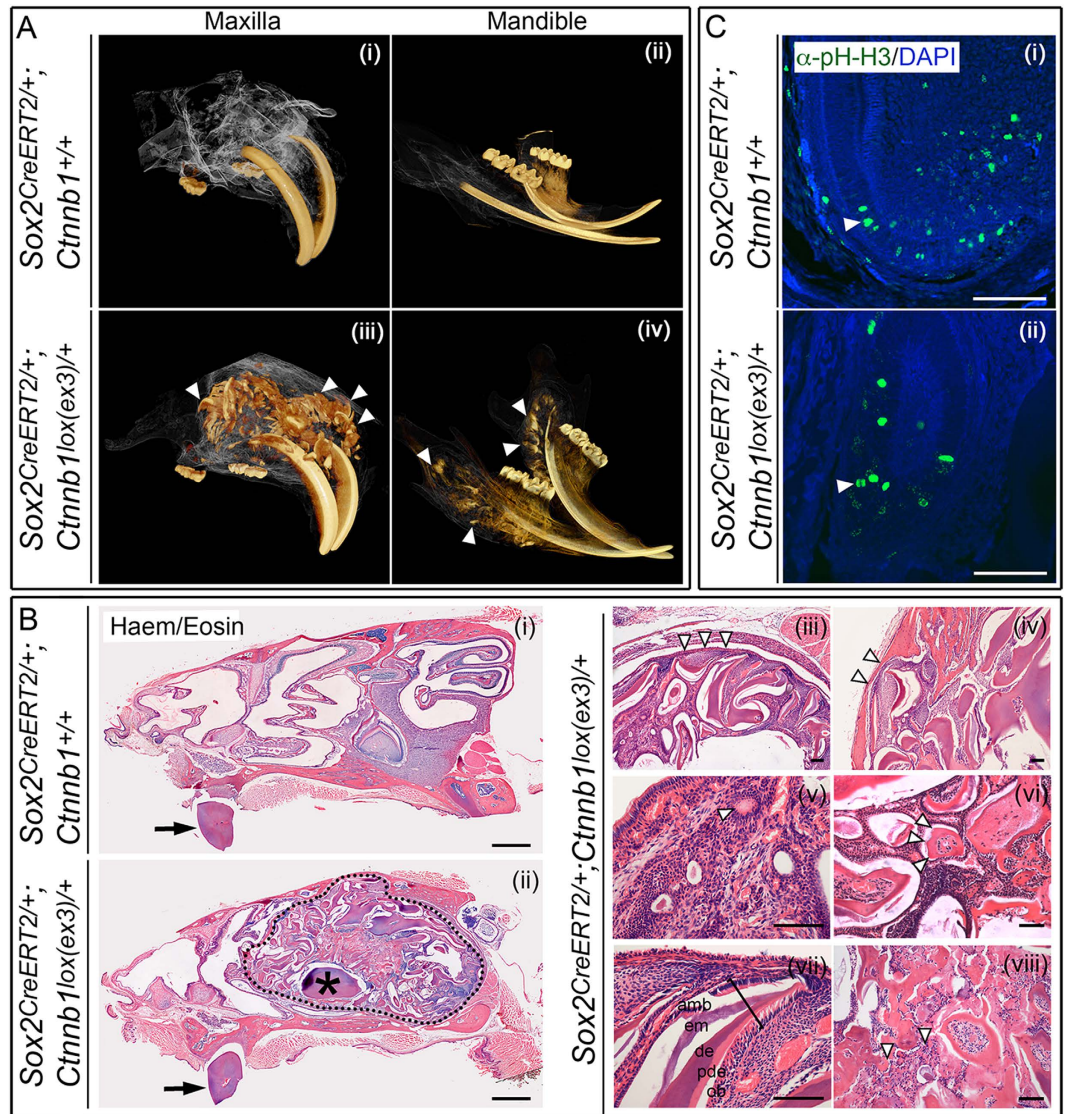 A
Maxilla
Mandible
Sox2CreERT2/+;
Ctnnb1+/+
(i)
(ii)
Sox2CreERT2/+;
Ctnnb1lox(ex3)/+
(iii)
(iv)
C
Sox2CreERT2/+;
Ctnnb1+/+
α-pH-H3/DAPI
(i)
Sox2CreERT2/+;
Ctnnb1lox(ex3)/+
(ii)
B
Sox2CreERT2/+;
Ctnnb1+/+
Haem/Eosin
(i)
Sox2CreERT2/+;
Ctnnb1lox(ex3)/+
(ii)
*
Sox2CreERT2/+;Ctnnb1lox(ex3)/+
(iii)
(iv)
(v)
(vi)
(vii)
amb
em
de
pde
ob
(viii)